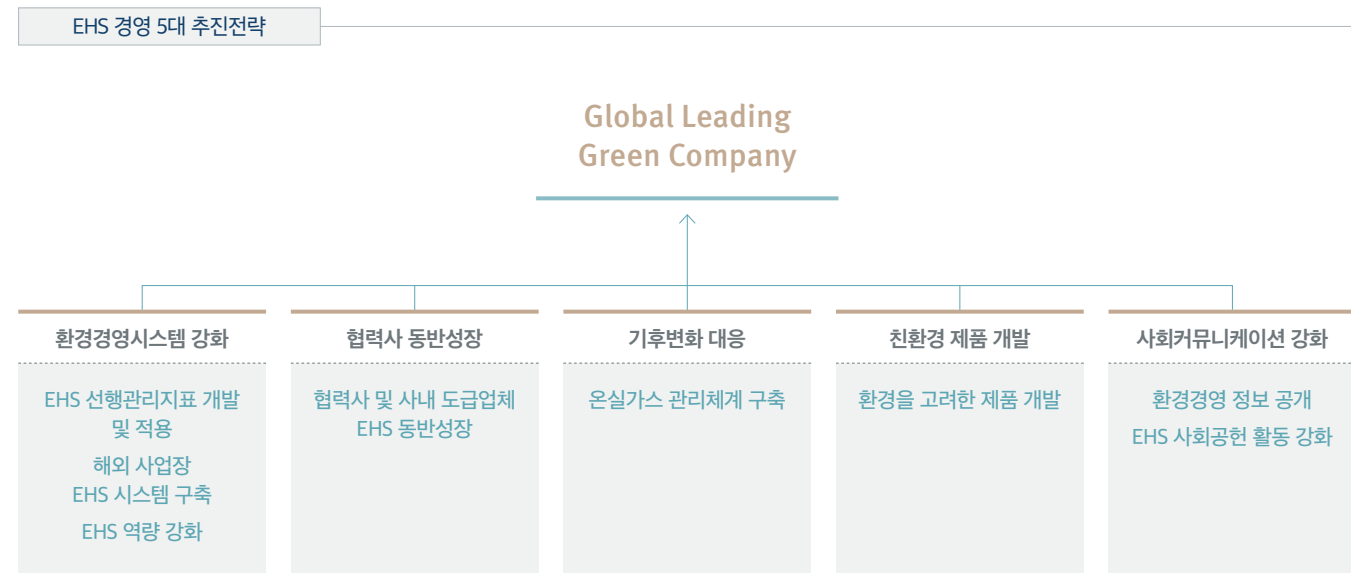 EHS 경영 5대 추진전략
Global Leading
Green Company
환경경영시스템 강화
EHS 선행관리지표 개발
및 적용
해외 사업장
EHS 시스템 구축
EHS 역량 강화
협력사 동반성장
협력사 및 사내 도급업체
EHS 동반성장
기후변화 대응
온실가스 관리체계 구축
친환경 제품 개발
환경을 고려한 제품 개발
사회커뮤니케이션 강화
환경경영 정보 공개
EHS 사회공헌 활동 강화